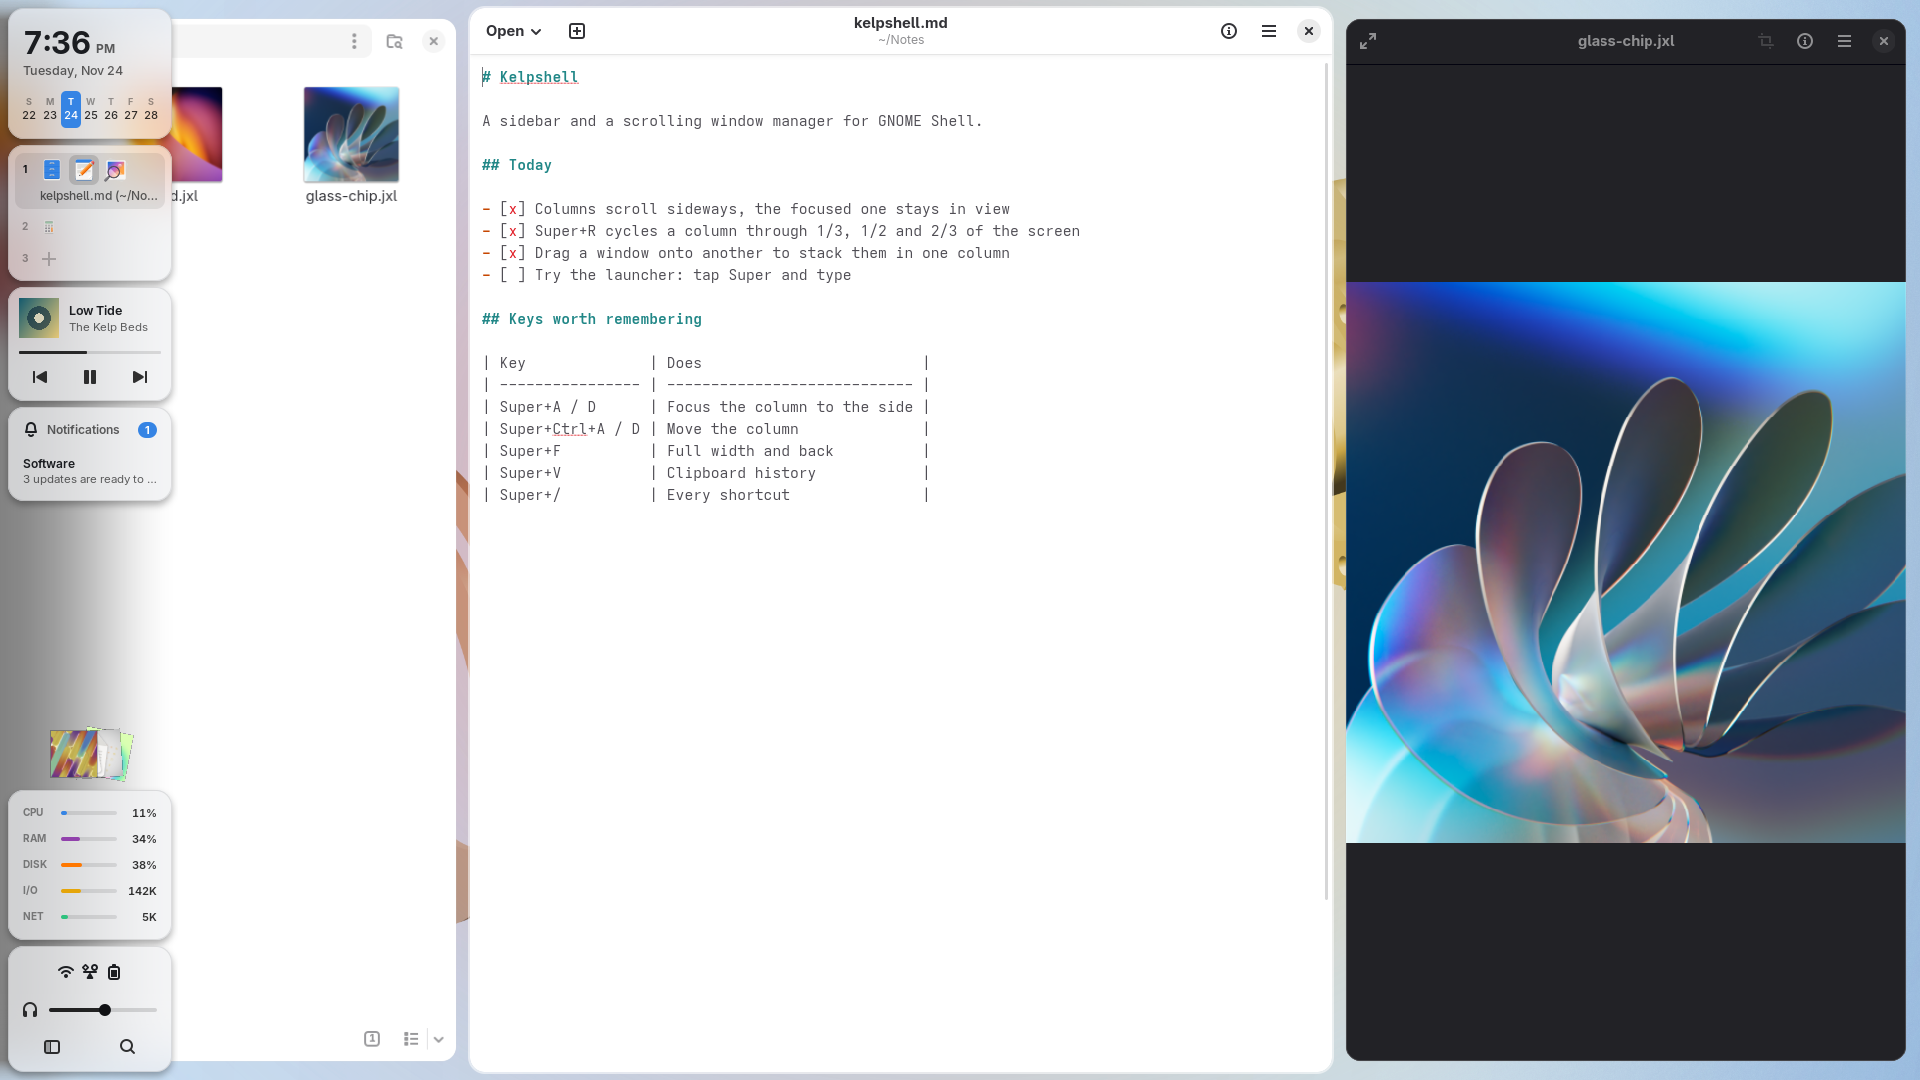 7:36 PM
Tuesday, Nov 24
S M T W T F S
22 23 24 25 26 27 28
1
kelpshell.md (~/No...
2
3
Low Tide
The Kelp Beds
Notifications 1
Software
3 updates are ready to ...
CPU 11%
RAM 34%
DISK 38%
I/O 142K
NET 5K
d.jxl
glass-chip.jxl
1
Open
kelpshell.md
~/Notes
# Kelpshell
A sidebar and a scrolling window manager for GNOME Shell.
## Today
- [x] Columns scroll sideways, the focused one stays in view
- [x] Super+R cycles a column through 1/3, 1/2 and 2/3 of the screen
- [x] Drag a window onto another to stack them in one column
- [ ] Try the launcher: tap Super and type
## Keys worth remembering
| Key              | Does                         |
| ---------------- | ---------------------------- |
| Super+A / D      | Focus the column to the side |
| Super+Ctrl+A / D | Move the column              |
| Super+F          | Full width and back          |
| Super+V          | Clipboard history            |
| Super+/          | Every shortcut               |
glass-chip.jxl